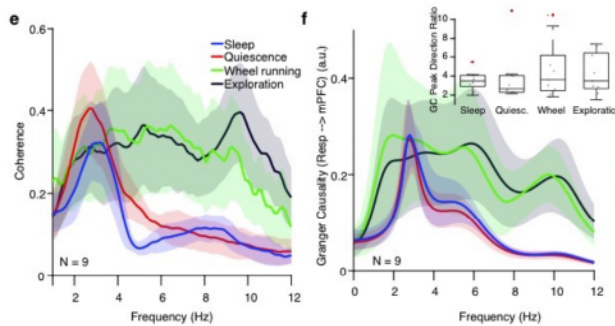 e
Coherence
0.6
0.4
0.2
0
Sleep
Quiescence
Wheel running
Exploration
N = 9
2 4 6 8 10 12
Frequency (Hz)
f
Granger Causality (Resp --> mPFC) (a.u.)
0.4
0.2
0.0
N = 9
0 2 4 6 8 10 12
Frequency (Hz)
GC Peak Direction Ratio
10
8
6
4
2
Sleep Quiesc. Wheel Exploration